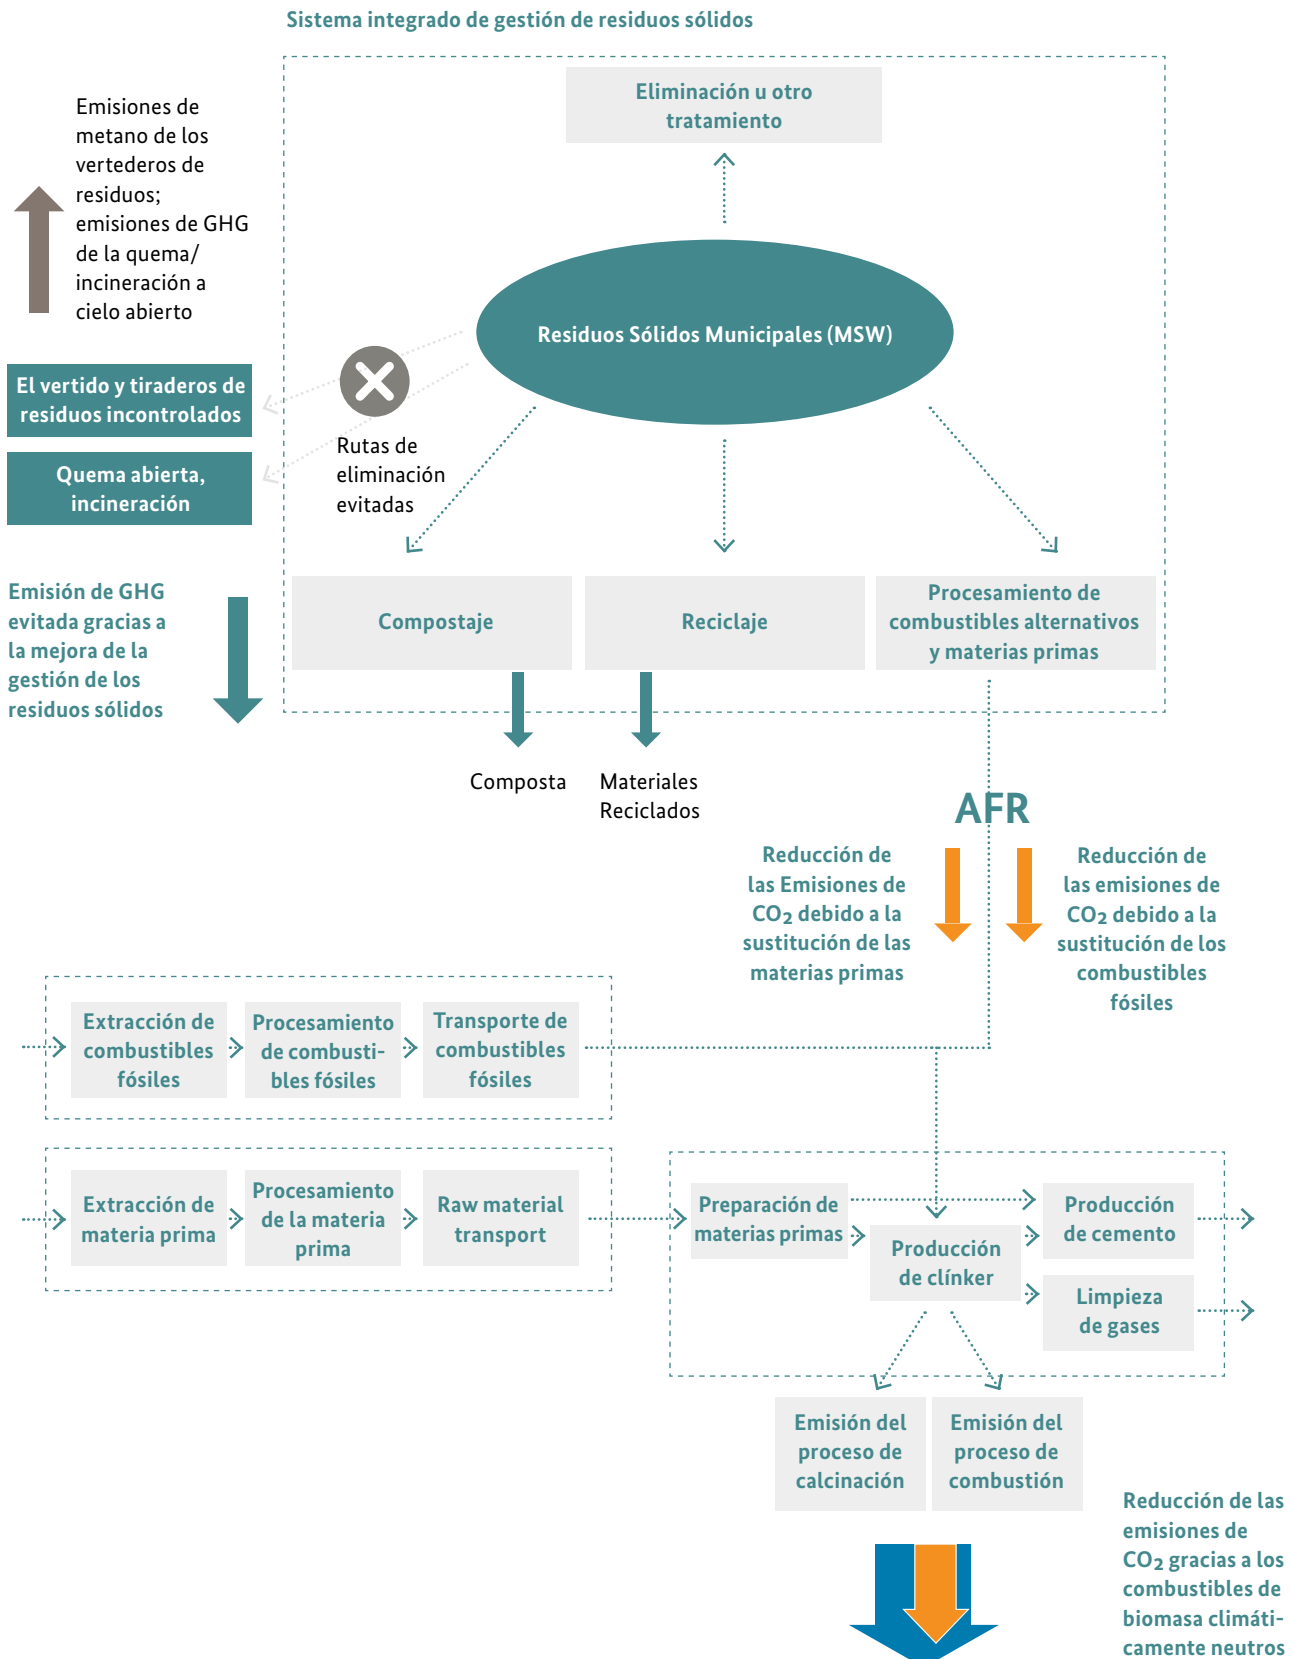 Sistema integrado de gestión de residuos sólidos
Eliminación u otro
tratamiento
Emisiones de
metano de los
vertederos de
residuos;
emisiones de GHG
de la quema/
incineración a
cielo abierto
Residuos Sólidos Municipales (MSW)
El vertido y tiraderos de
residuos incontrolados
Quema abierta,
incineración
Rutas de
eliminación
evitadas
Emisión de GHG
evitada gracias a
la mejora de la
gestión de los
residuos sólidos
Compostaje
Reciclaje
Procesamiento de
combustibles alternativos
y materias primas
Composta
Materiales
Reciclados
AFR
Reducción de
las Emisiones de
CO2 debido a la
sustitución de las
materias primas
Reducción de
las emisiones de
CO2 debido a la
sustitución de los
combustibles
fósiles
Extracción de
combustibles
fósiles
Procesamiento
de combusti-
bles fósiles
Transporte de
combustibles
fósiles
Extracción de
materia prima
Procesamiento
de la materia
prima
Raw material
transport
Preparación de
materias primas
Producción
de clínker
Producción
de cemento
Limpieza
de gases
Emisión del
proceso de
calcinación
Emisión del
proceso de
combustión
Reducción de las
emisiones de
CO2 gracias a los
combustibles de
biomasa climáti-
camente neutros